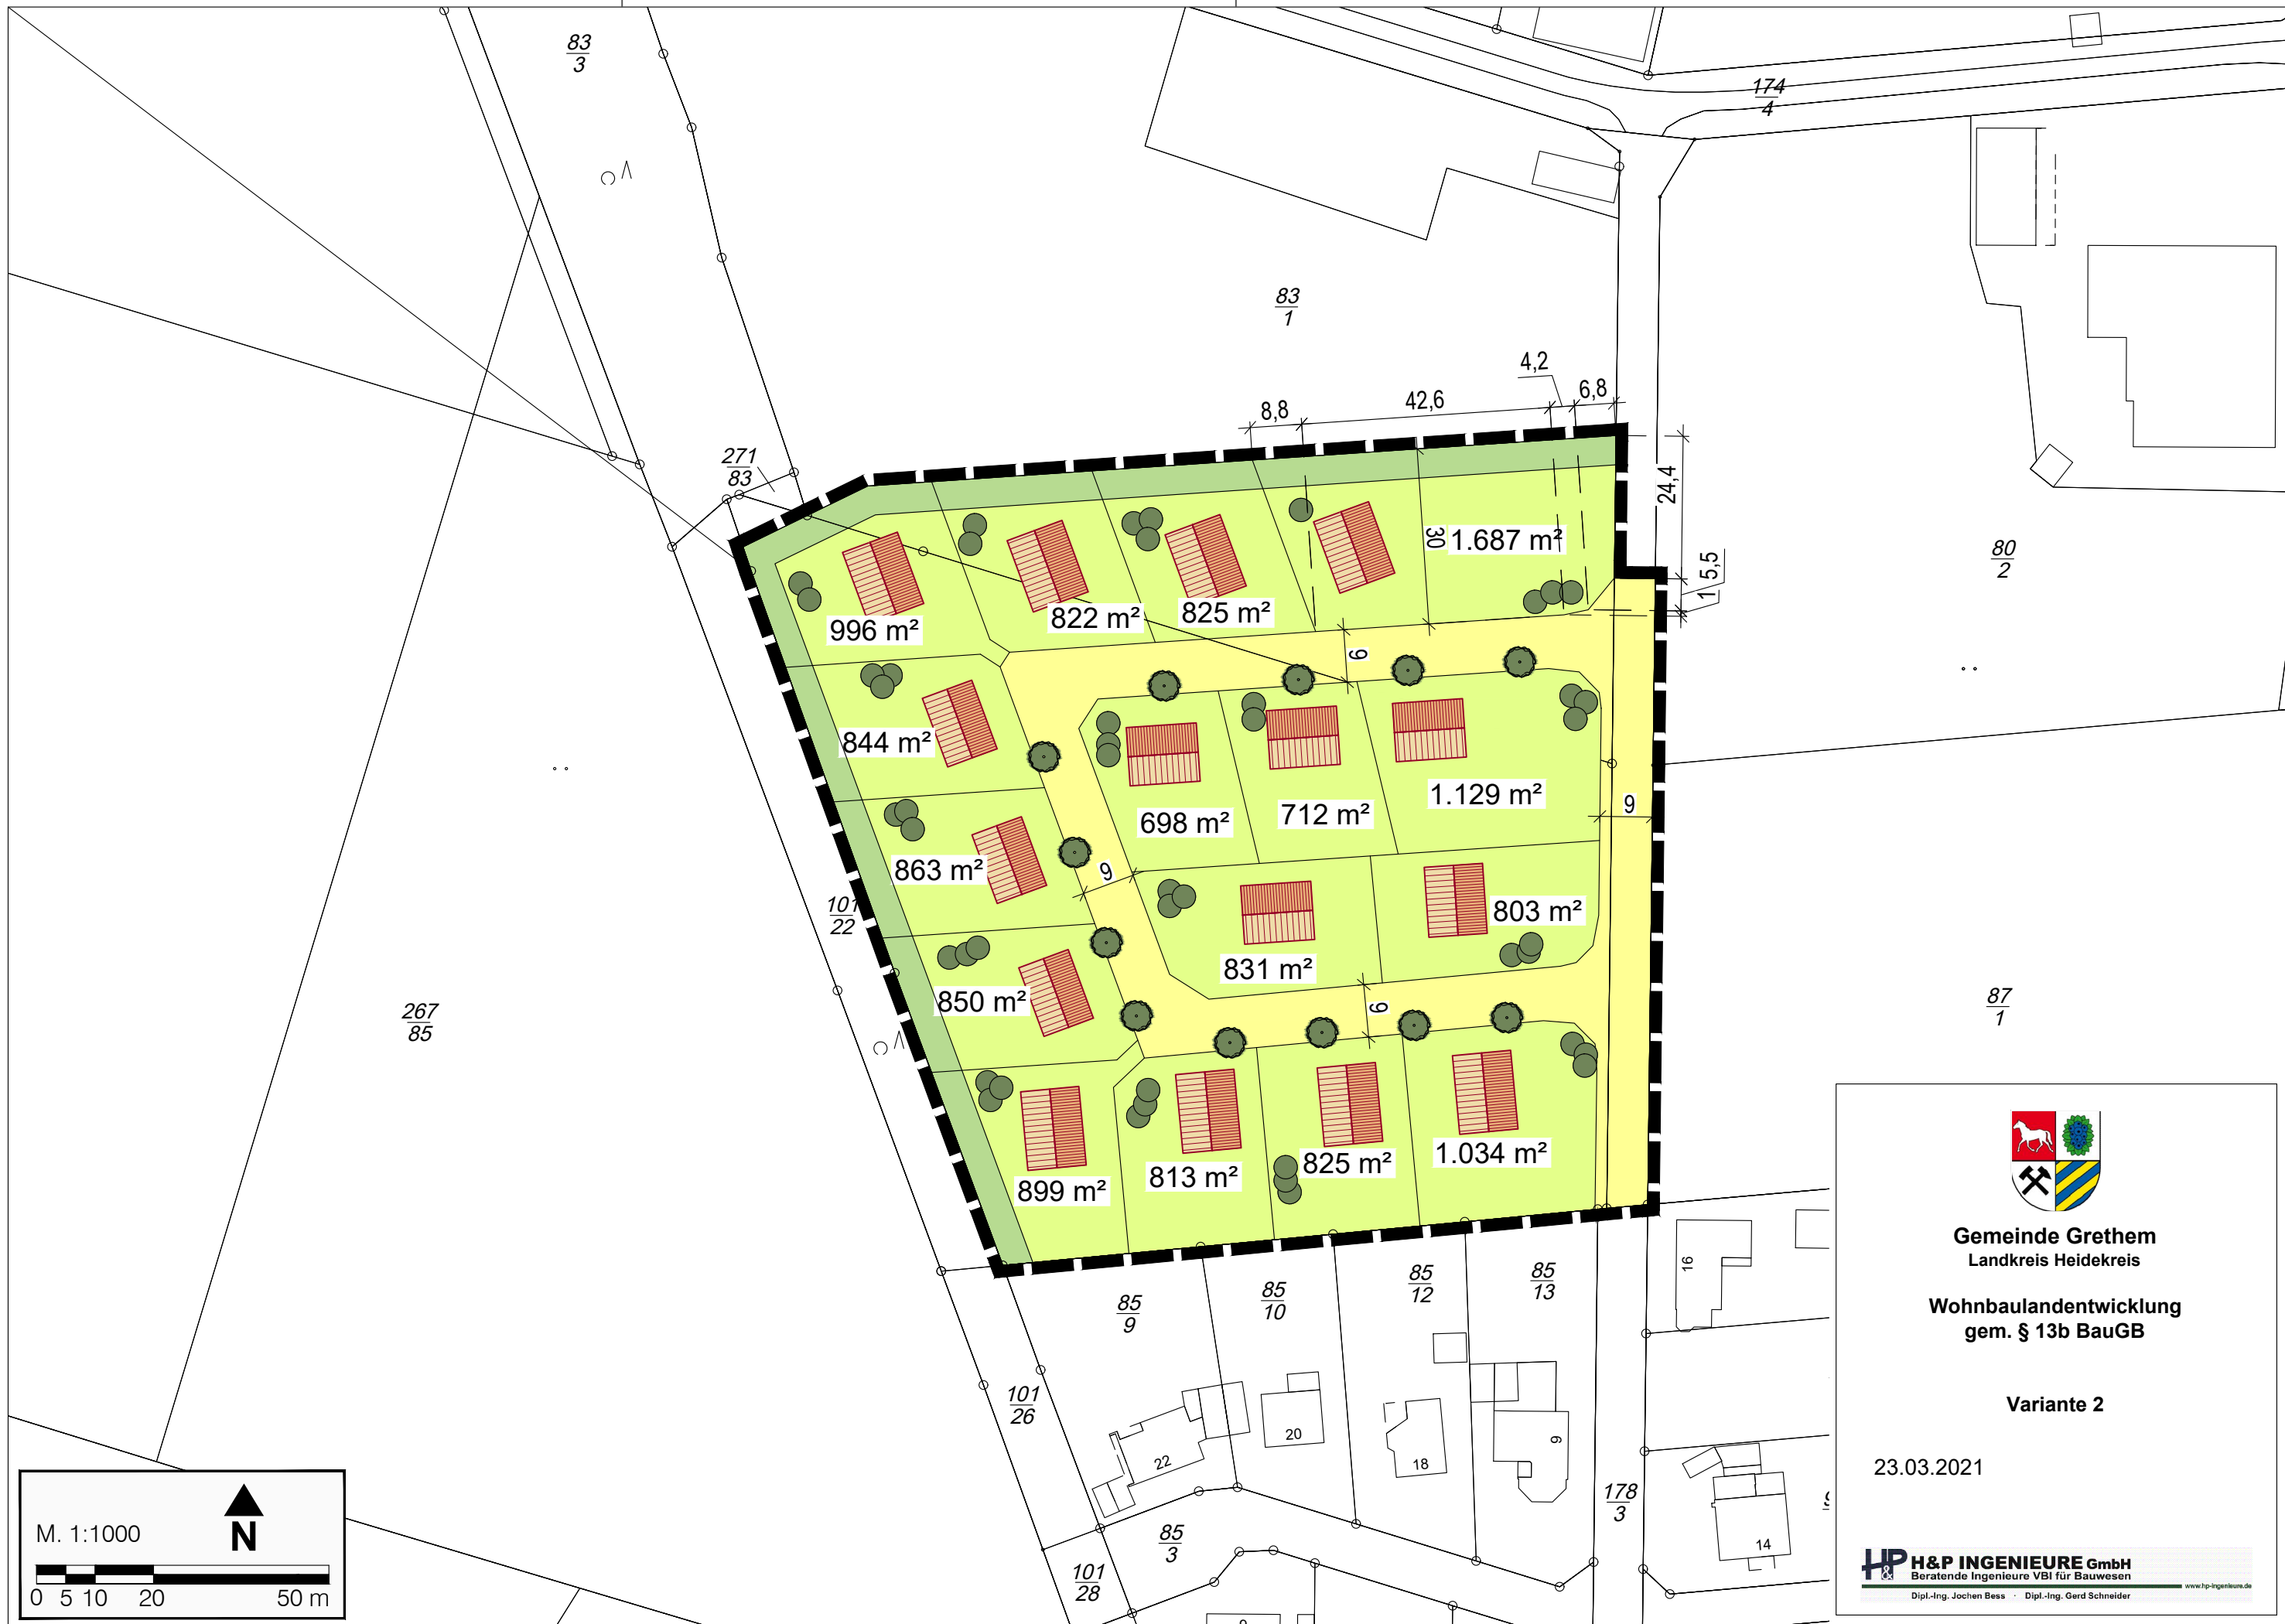 83
3
174
4
83
1
4,2
6,8
42,6
8,8
24,4
271
83
30
1.687 m²
1
5,5
80
2
996 m²
822 m²
825 m²
9
844 m²
698 m²
712 m²
1.129 m²
9
863 m²
9
101
22
831 m²
803 m²
850 m²
9
267
85
87
1
899 m²
813 m²
825 m²
1.034 m²
85
9
85
10
85
12
85
13
16
101
26
22
20
18
9
178
3
14
85
3
101
28
Gemeinde Grethem
Landkreis Heidekreis
Wohnbaulandentwicklung
gem. § 13b BauGB
Variante 2
23.03.2021
H&P
H&P INGENIEURE GmbH
Beratende Ingenieure VBI für Bauwesen
www.hp-ingenieure.de
Dipl.-Ing. Jochen Bess · Dipl.-Ing. Gerd Schneider
M. 1:1000
N
0 5 10 20 50 m